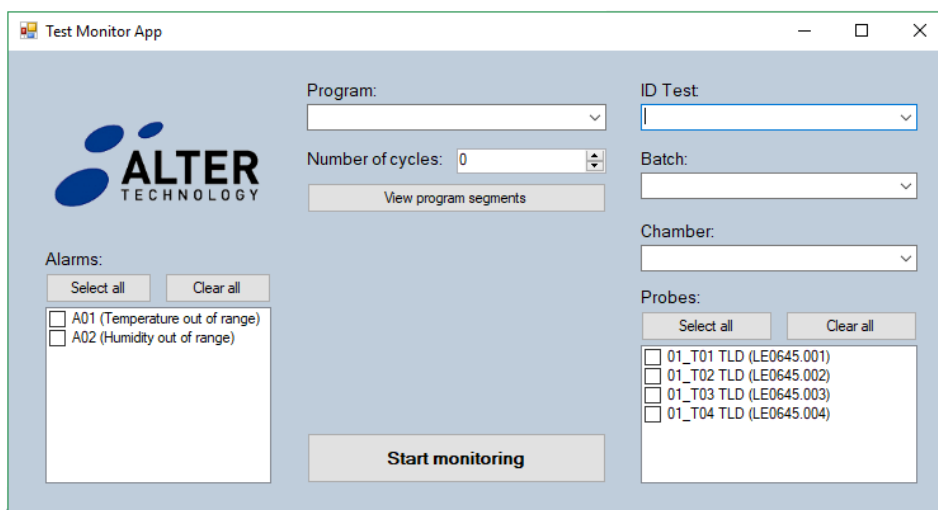 Test Monitor App
Program:
ID Test
Number of cycles: 0
Batch:
ALTER
TECHNOLOGY
View program segments
Chamber:
Alarms:
Select all Clear all
Probes:
Select all Clear all
A01 (Temperature out of range)
A02 (Humidity out of range)
01_T01 TLD (LE0645.001)
01_T02 TLD (LE0645.002)
01_T03 TLD (LE0645.003)
01_T04 TLD (LE0645.004)
Start monitoring